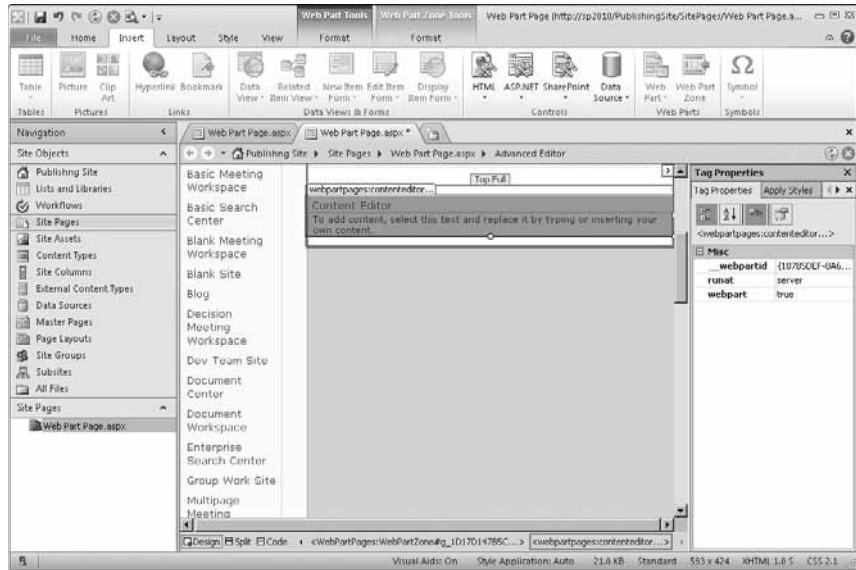 Web Part Tools
Web Part Zone Tools
Web Part Page (http://sp2010/PublishingSite/SitePages/Web Part Page.a...
File
Home
Insert
Layout
Style
View
Format
Format
Table
Picture
Clip Art
Hyperlink
Bookmark
Data View
Related Item View
New Item Form
Edit Item Form
Display Item Form
HTML
ASP.NET
SharePoint
Data Source
Web Part
Web Part Zone
Symbol
Tables
Pictures
Links
Data Views & Forms
Controls
Web Parts
Symbols
Navigation
Web Part Page.aspx
Web Part Page.aspx *
Site Objects
Publishing Site
Site Pages
Web Part Page.aspx
Advanced Editor
Publishing Site
Lists and Libraries
Workflows
Site Pages
Site Assets
Content Types
Site Columns
External Content Types
Data Sources
Master Pages
Page Layouts
Site Groups
Subsites
All Files
Site Pages
Web Part Page.aspx
Basic Meeting
Workspace
Basic Search
Center
Blank Meeting
Workspace
Blank Site
Blog
Decision
Meeting
Workspace
Dev Team Site
Document
Center
Document
Workspace
Enterprise
Search Center
Group Work Site
Multipage
Meeting
Top Full
webpartpages:contenteditor...
Content Editor
To add content, select this text and replace it by typing or inserting your
own content.
Tag Properties
Tag Properties
Apply Styles
<webpartpages:contenteditor...>
Misc
__webpartid
runat
server
webpart
true
Design
Split
Code
<webpartpages:contenteditor...>
Visual Aids: On
Style Application: Auto
21.0 KB
Standard
593 x 424
XHTML 1.0 S
CSS 2.1